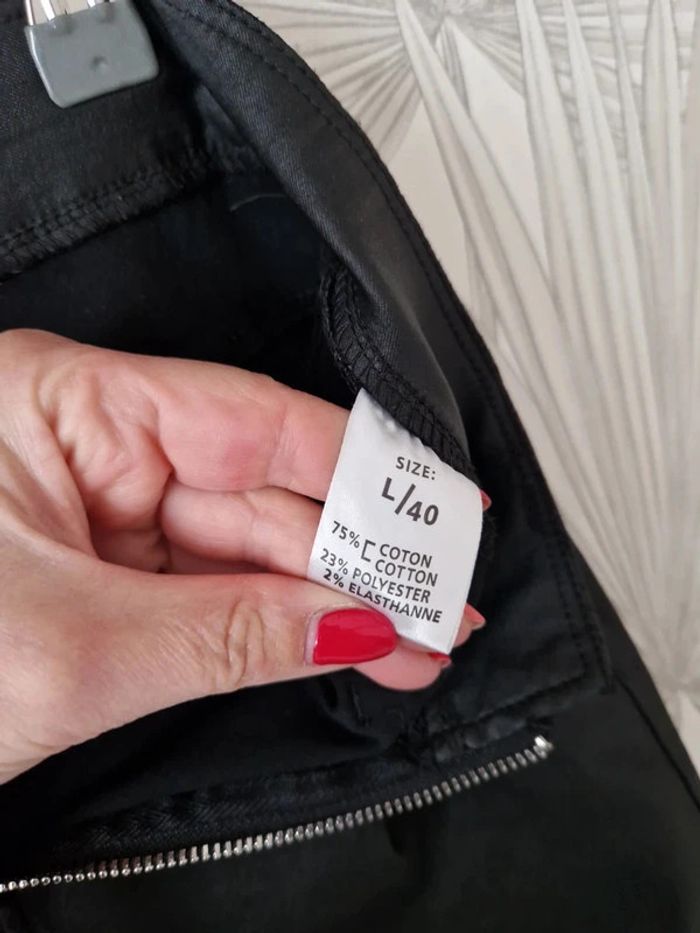 SIZE:
L/40
75% [ COTON
COTTON
23% POLYESTER
2% ELASTHANNE